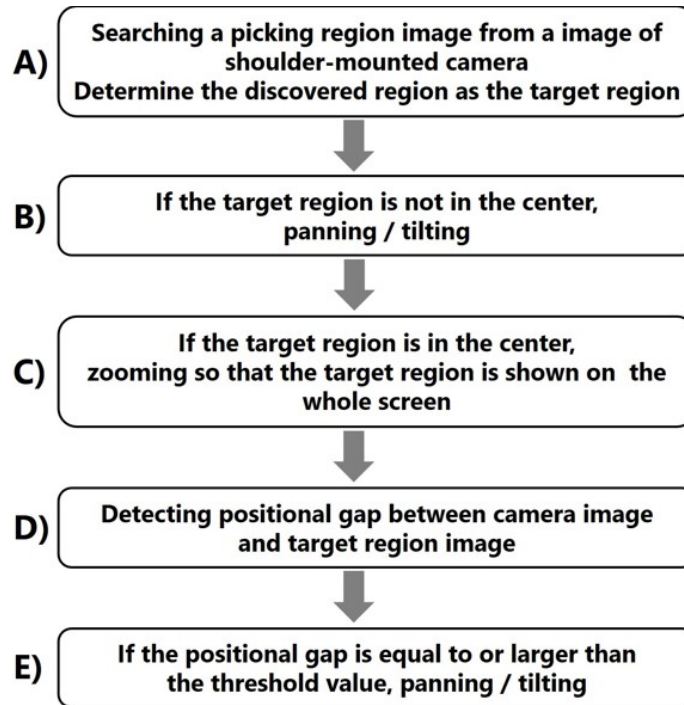 A)
Searching a picking region image from a image of
shoulder-mounted camera
Determine the discovered region as the target region
B)
If the target region is not in the center,
panning / tilting
C)
If the target region is in the center,
zooming so that the target region is shown on the
whole screen
D)
Detecting positional gap between camera image
and target region image
E)
If the positional gap is equal to or larger than
the threshold value, panning / tilting